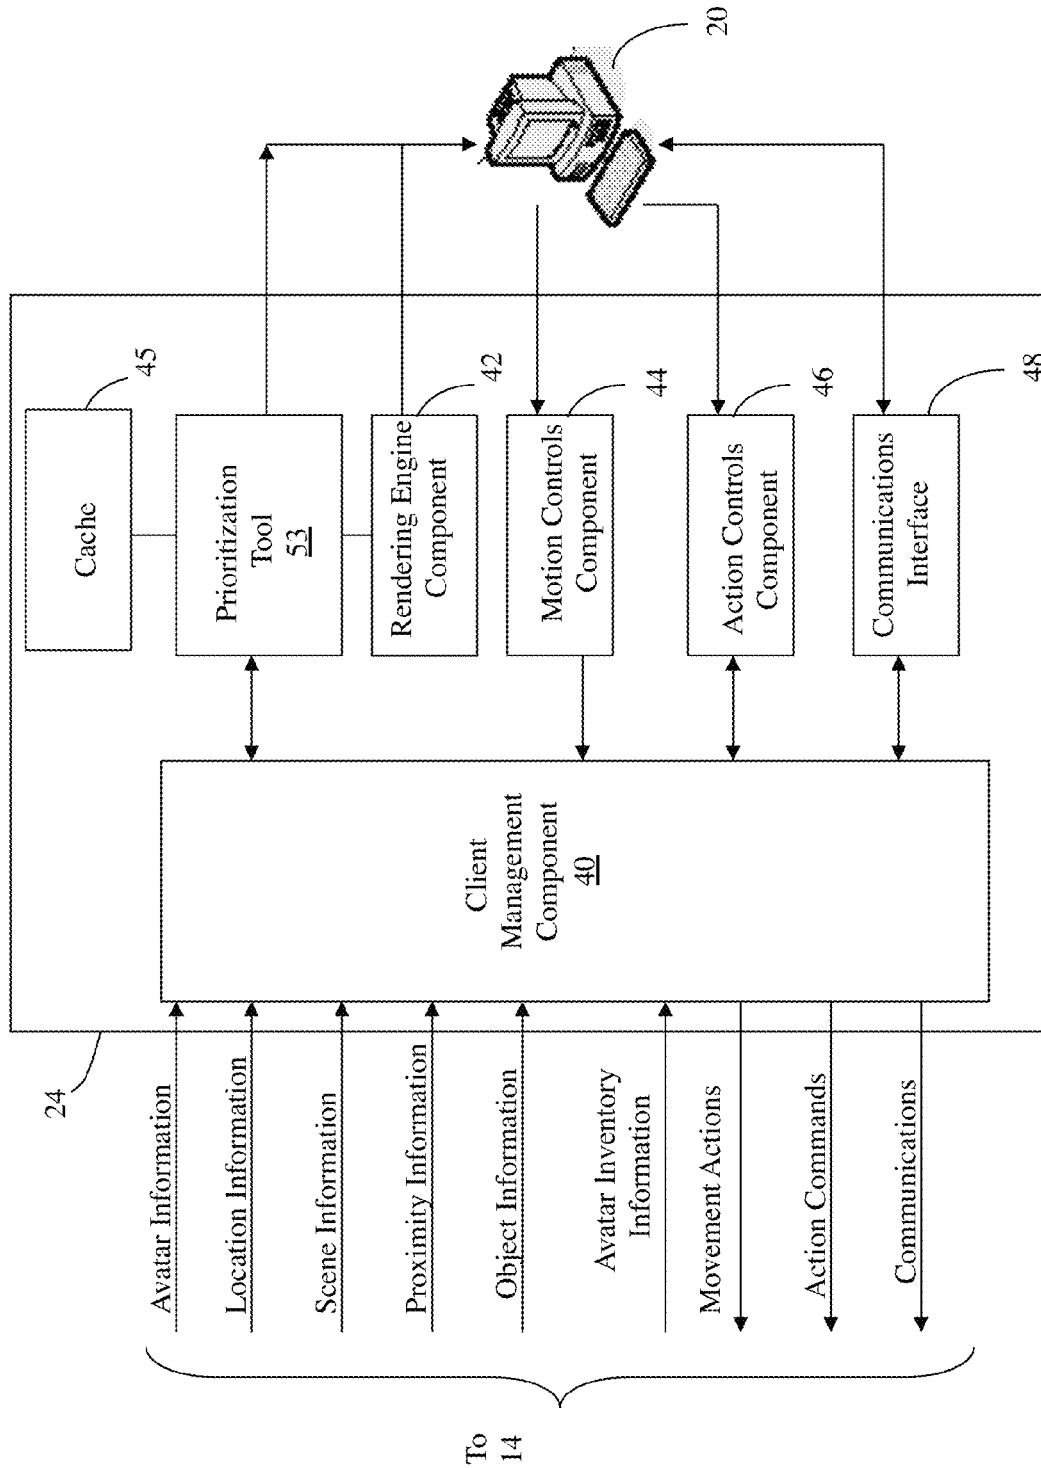 24
Cache
45
Prioritization
Tool
53
Rendering Engine
Component
42
Motion Controls
Component
44
Action Controls
Component
46
Communications
Interface
48
20
Client
Management
Component
40
Avatar Information
Location Information
Scene Information
Proximity Information
Object Information
Avatar Inventory
Information
Movement Actions
Action Commands
Communications
To
14